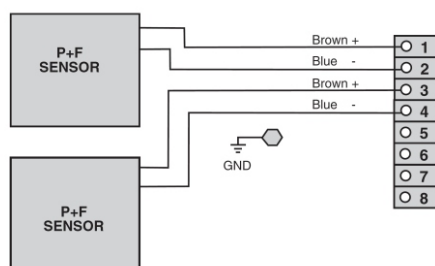 P+F
SENSOR
Brown +
Blue -
Brown +
Blue -
GND
P+F
SENSOR
1
2
3
4
5
6
7
8